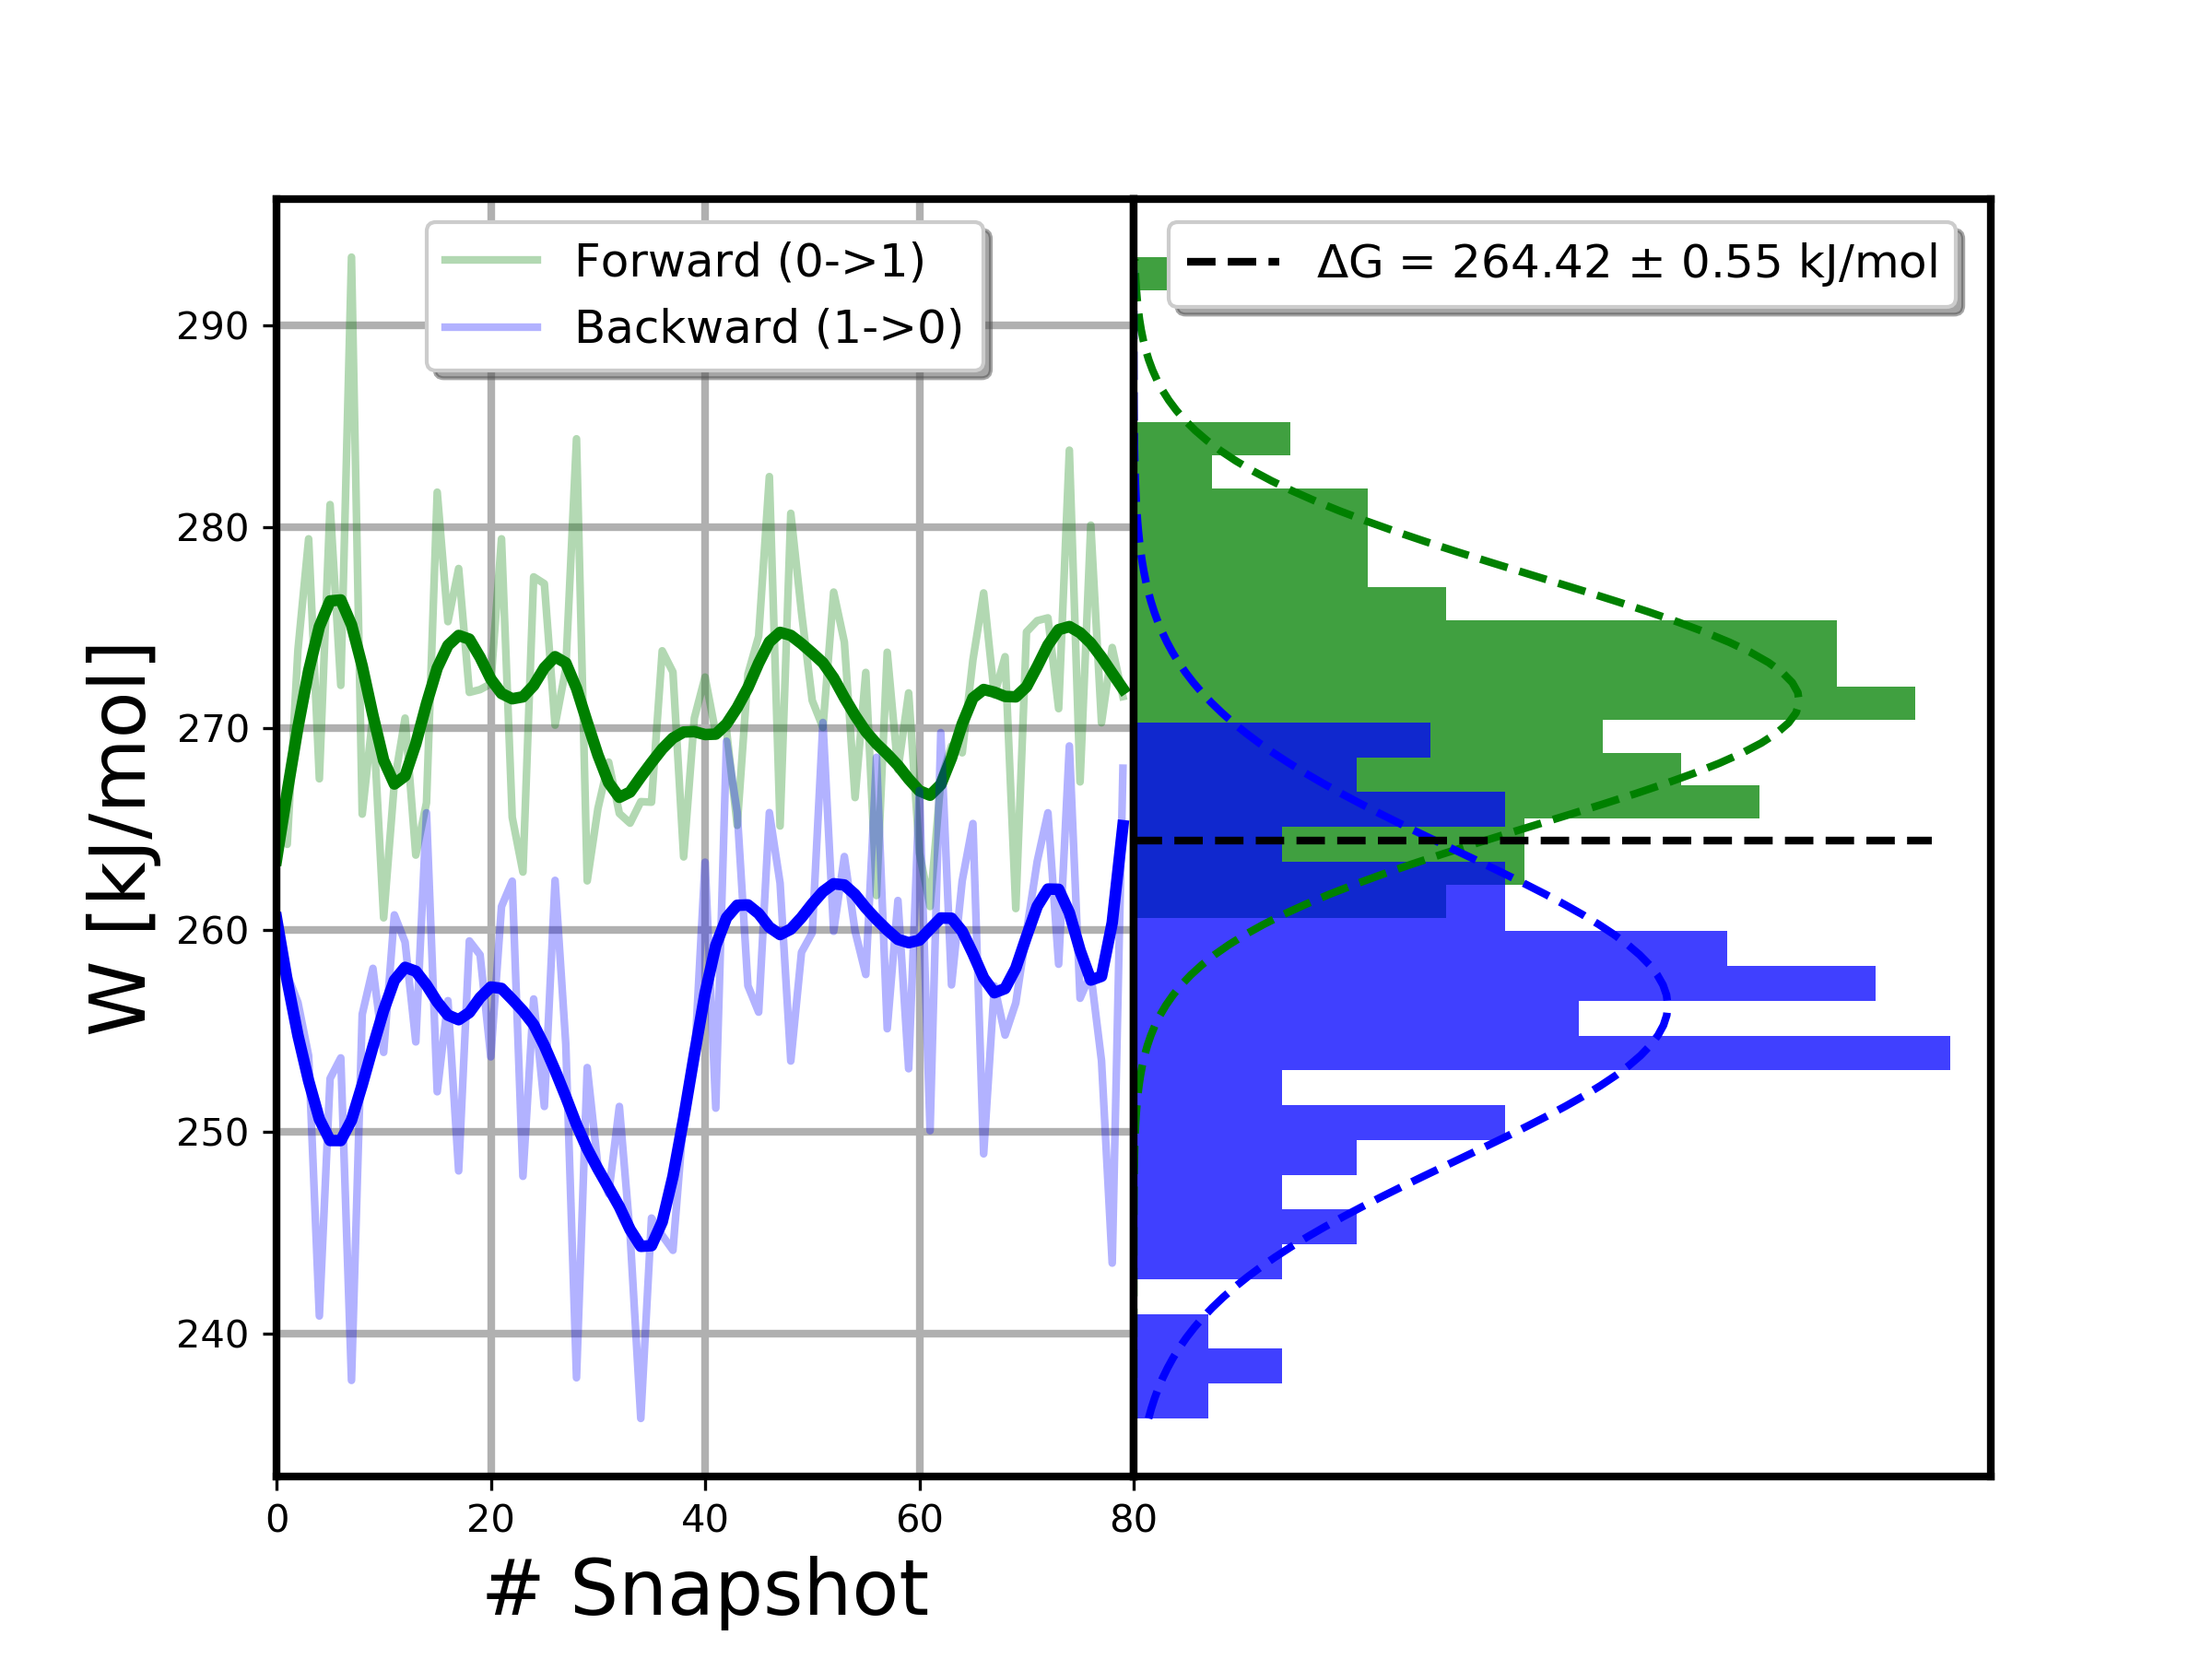 Forward (0->1)
Backward (1->0)
ΔG = 264.42 ± 0.55 kJ/mol
290
280
270
260
250
240
W [kJ/mol]
0
20
40
60
80
# Snapshot